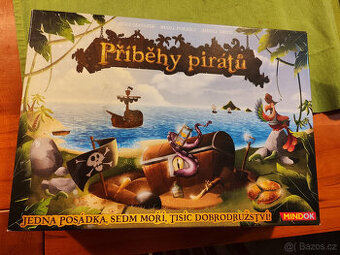 Příběhy pirátů
JEDNA POSÁDKA, SEDM MOŘÍ, TISÍC DOBRODRUŽSTVÍ!
MINDOK
Bazos.cz